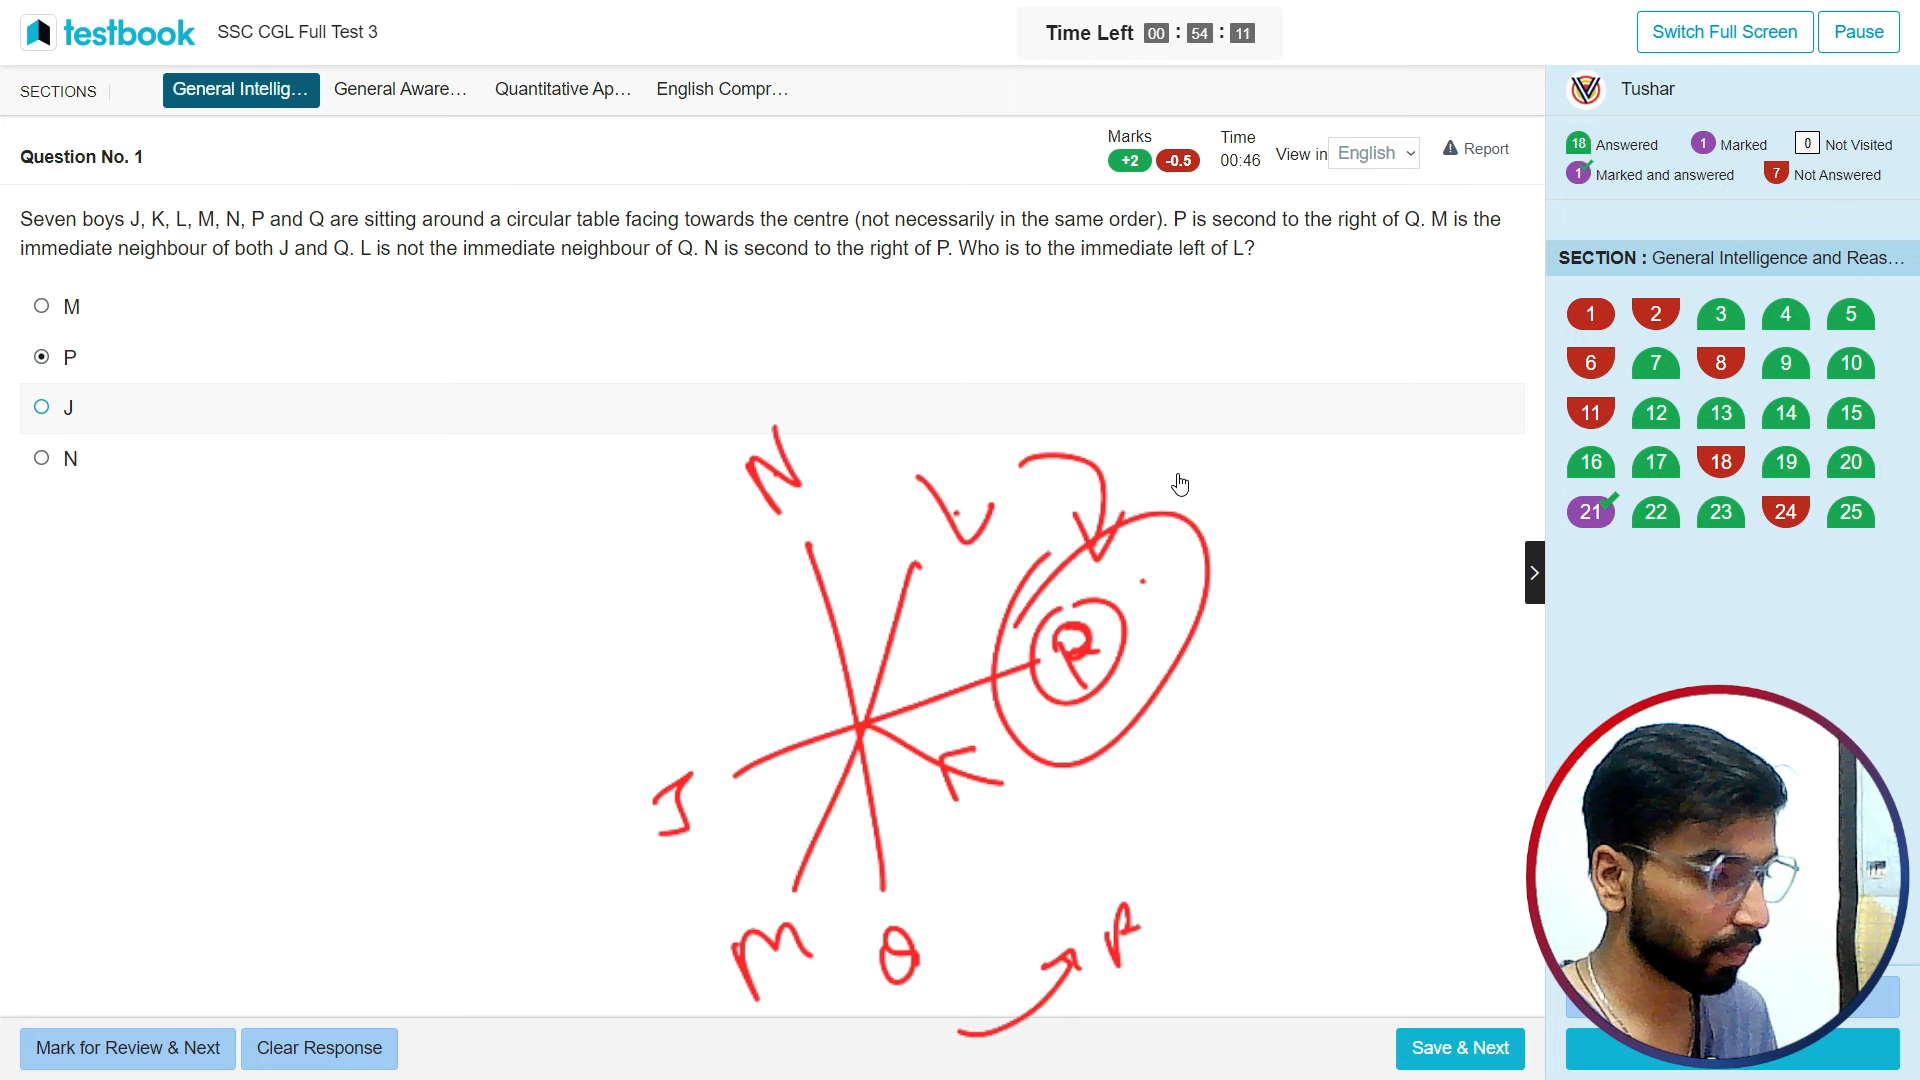 testbook SSC CGL Full Test 3
Time Left 00 : 54 : 11
Switch Full Screen Pause
SECTIONS General Intellig... General Aware... Quantitative Ap... English Compr...
Tushar
Question No. 1
Marks
+2 -0.5
Time
00:46
View in English
Report
18 Answered 1 Marked 0 Not Visited
1 Marked and answered 7 Not Answered
Seven boys J, K, L, M, N, P and Q are sitting around a circular table facing towards the centre (not necessarily in the same order). P is second to the right of Q. M is the
immediate neighbour of both J and Q. L is not the immediate neighbour of Q. N is second to the right of P. Who is to the immediate left of L?
M
P
J
N
SECTION : General Intelligence and Reas...
1 2 3 4 5
6 7 8 9 10
11 12 13 14 15
16 17 18 19 20
21 22 23 24 25
N L
P
K
J
M Q
R
Mark for Review & Next Clear Response Save & Next